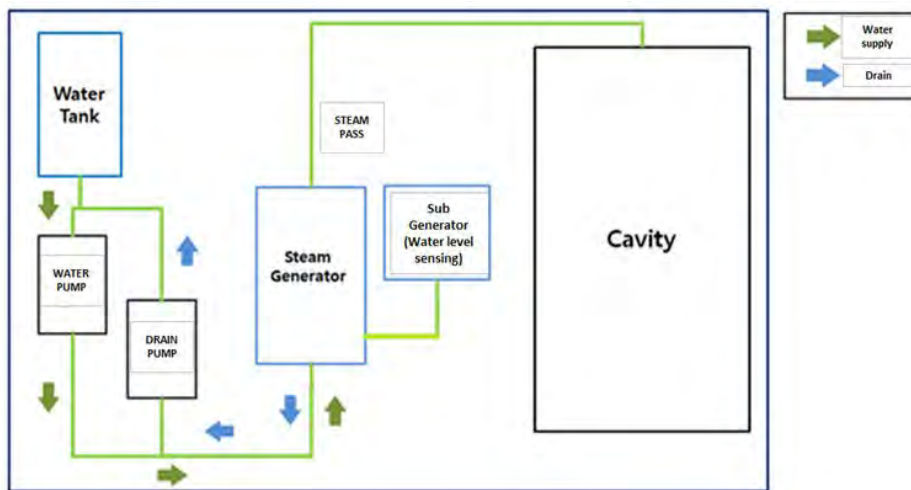 Water
Tank
STEAM
PASS
Sub
Generator
(Water level
sensing)
Steam
Generator
Cavity
WATER
PUMP
DRAIN
PUMP
Water
supply
Drain